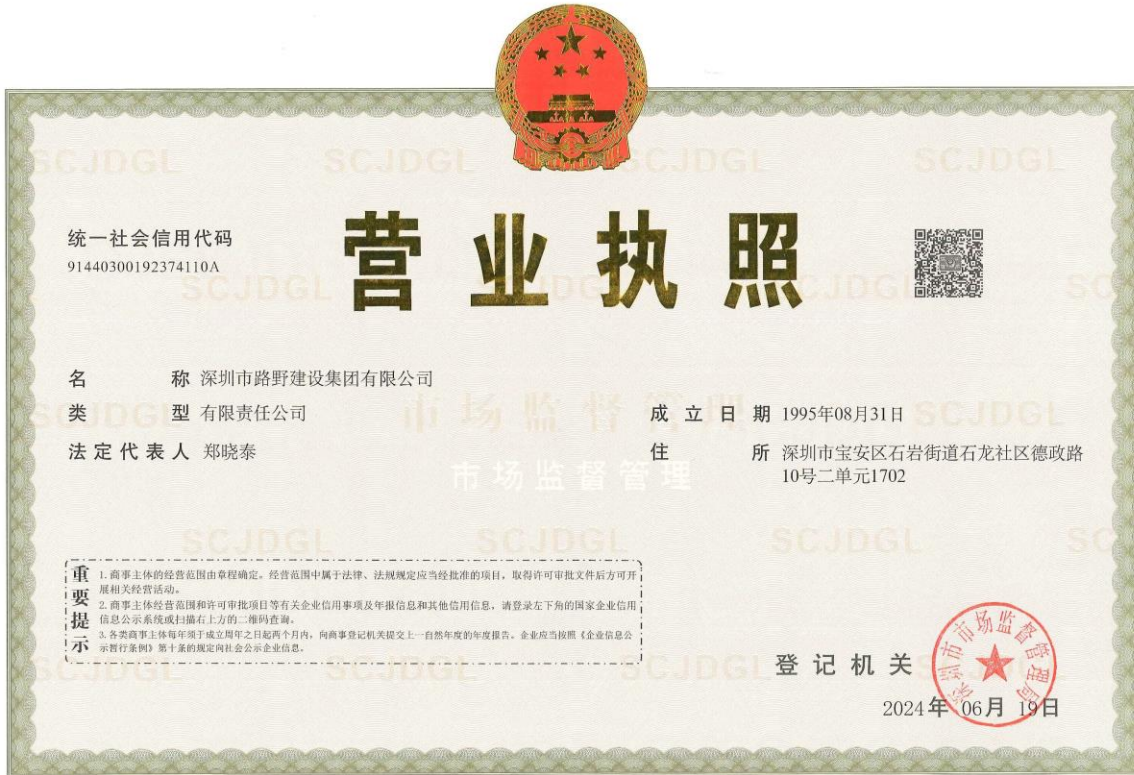 统一社会信用代码
91440300192374110A
营业执照
名称 深圳市路野建设集团有限公司
类型 有限责任公司
法定代表人 郑晓泰
成立日期 1995年08月31日
住所 深圳市宝安区石岩街道石龙社区德政路
10号二单元1702
市场监督管理
市场监督管理
SCJDGL
SCJDGL
SCJDGL
SCJDGL
重要提示
1. 商事主体的经营范围由章程确定。经营范围中属于法律、法规规定应当经批准的项目,取得许可审批文件后方可开
展相关经营活动。
2. 商事主体经营范围和许可审批项目等有关企业信用事项及年报信息和其他信用信息,请登录左下角的国家企业信用
信息公示系统或扫描右上方的二维码查询。
3. 各类商事主体每年须于成立周年之日起两个月内,向商事登记机关提交上一自然年度的年度报告。企业应当按照《企业信息公
示暂行条例》第十条的规定向社会公示企业信息。
登记机关
深圳市市场监督管理局
2024年06月19日